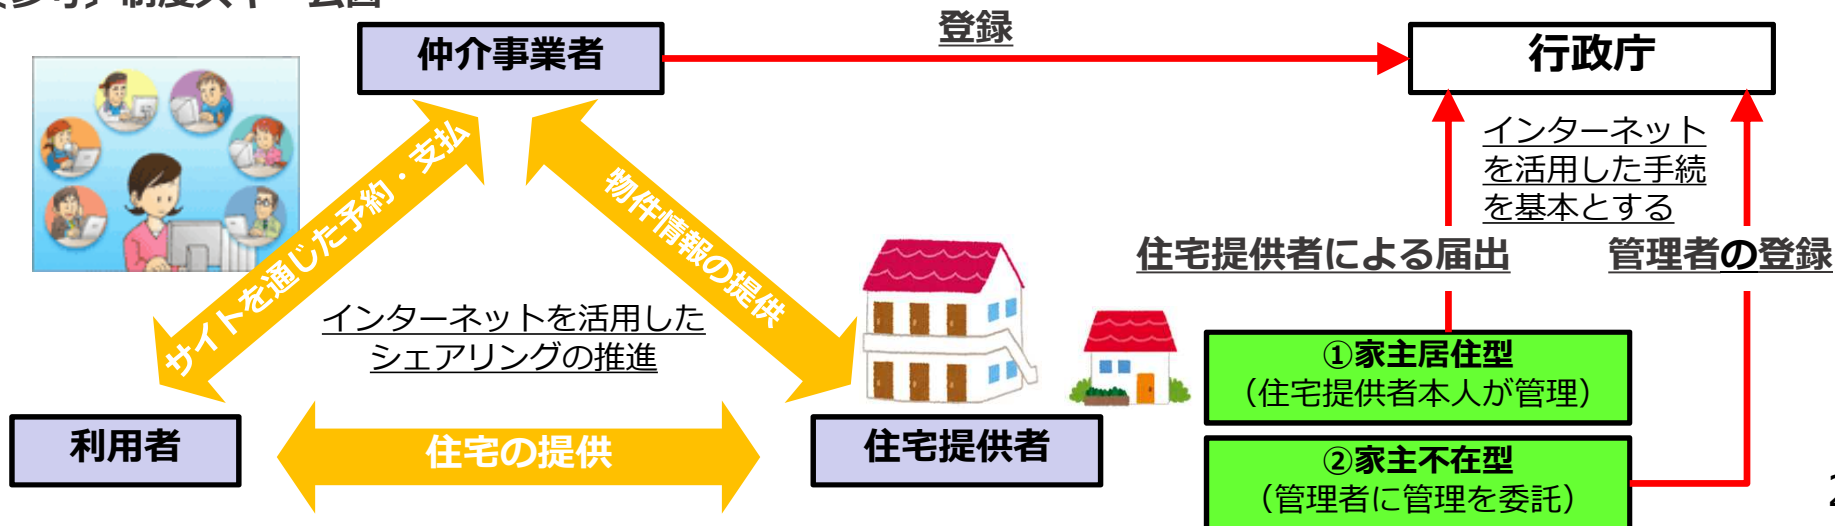 仲介事業者
登録
行政庁
サイトを通じた予約・支払
物件情報の提供
インターネット
を活用した手続
を基本とする
住宅提供者による届出
管理者の登録
インターネットを活用した
シェアリングの推進
①家主居住型
（住宅提供者本人が管理）
利用者
住宅の提供
住宅提供者
②家主不在型
（管理者に管理を委託）